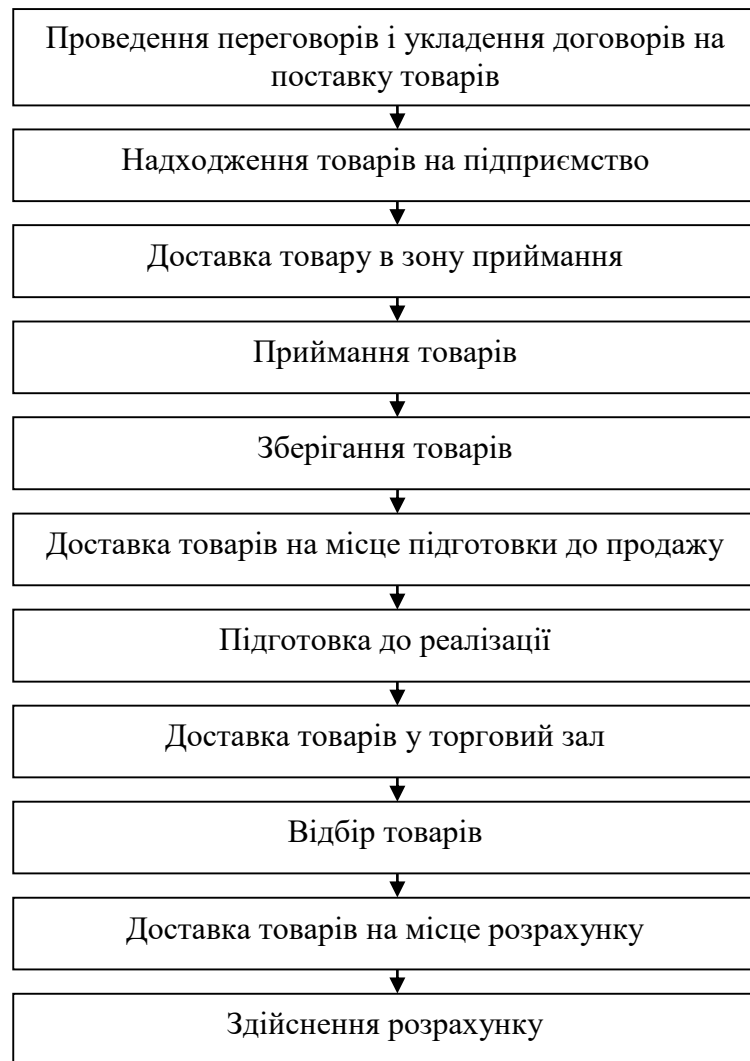 Проведення переговорів і укладення договорів на
поставку товарів
Надходження товарів на підприємство
Доставка товару в зону приймання
Приймання товарів
Зберігання товарів
Доставка товарів на місце підготовки до продажу
Підготовка до реалізації
Доставка товарів у торговий зал
Відбір товарів
Доставка товарів на місце розрахунку
Здійснення розрахунку